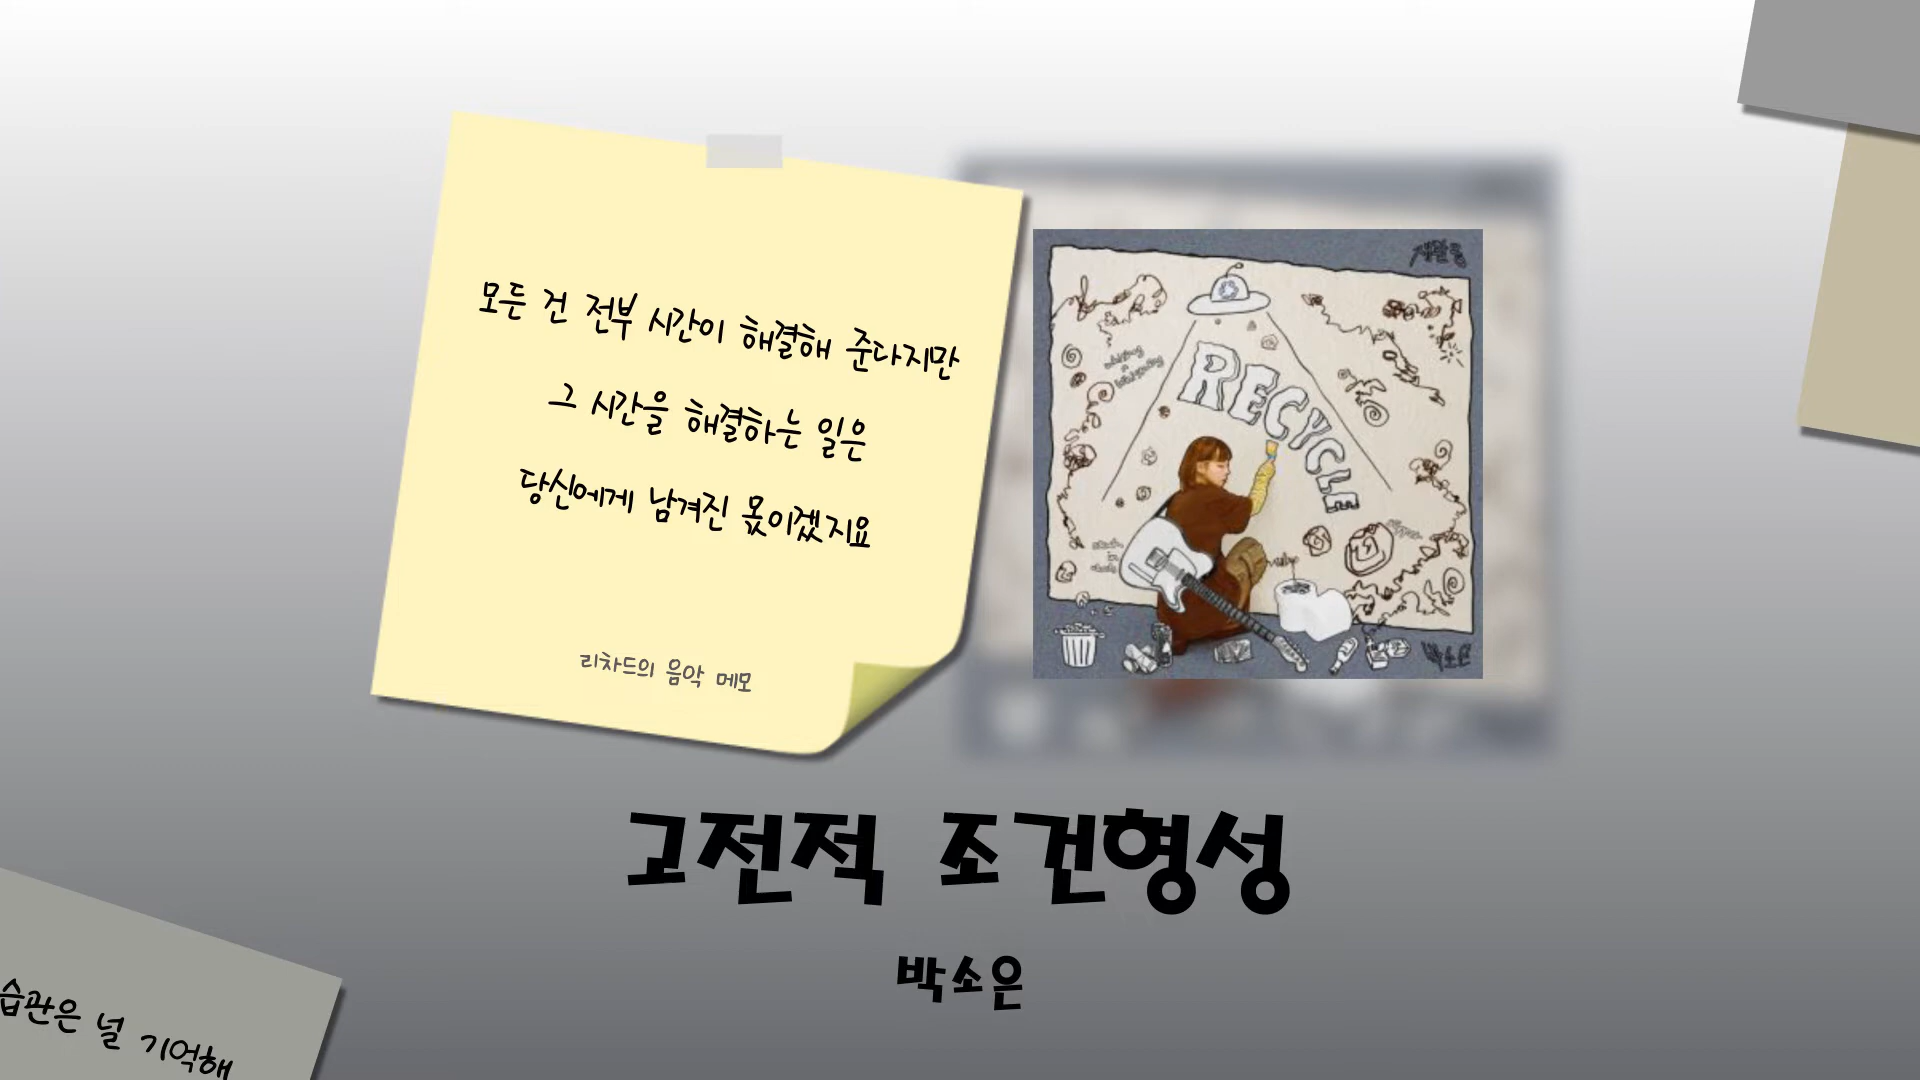 모든 건 전부 시간이 해결해 준다지만
그 시간을 해결하는 일은
당신에게 남겨진 몫이겠지요
리차드의 음악 메모
재활용
RECYCLE
박소은
고전적 조건형성
박소은
습관은 널 기억해